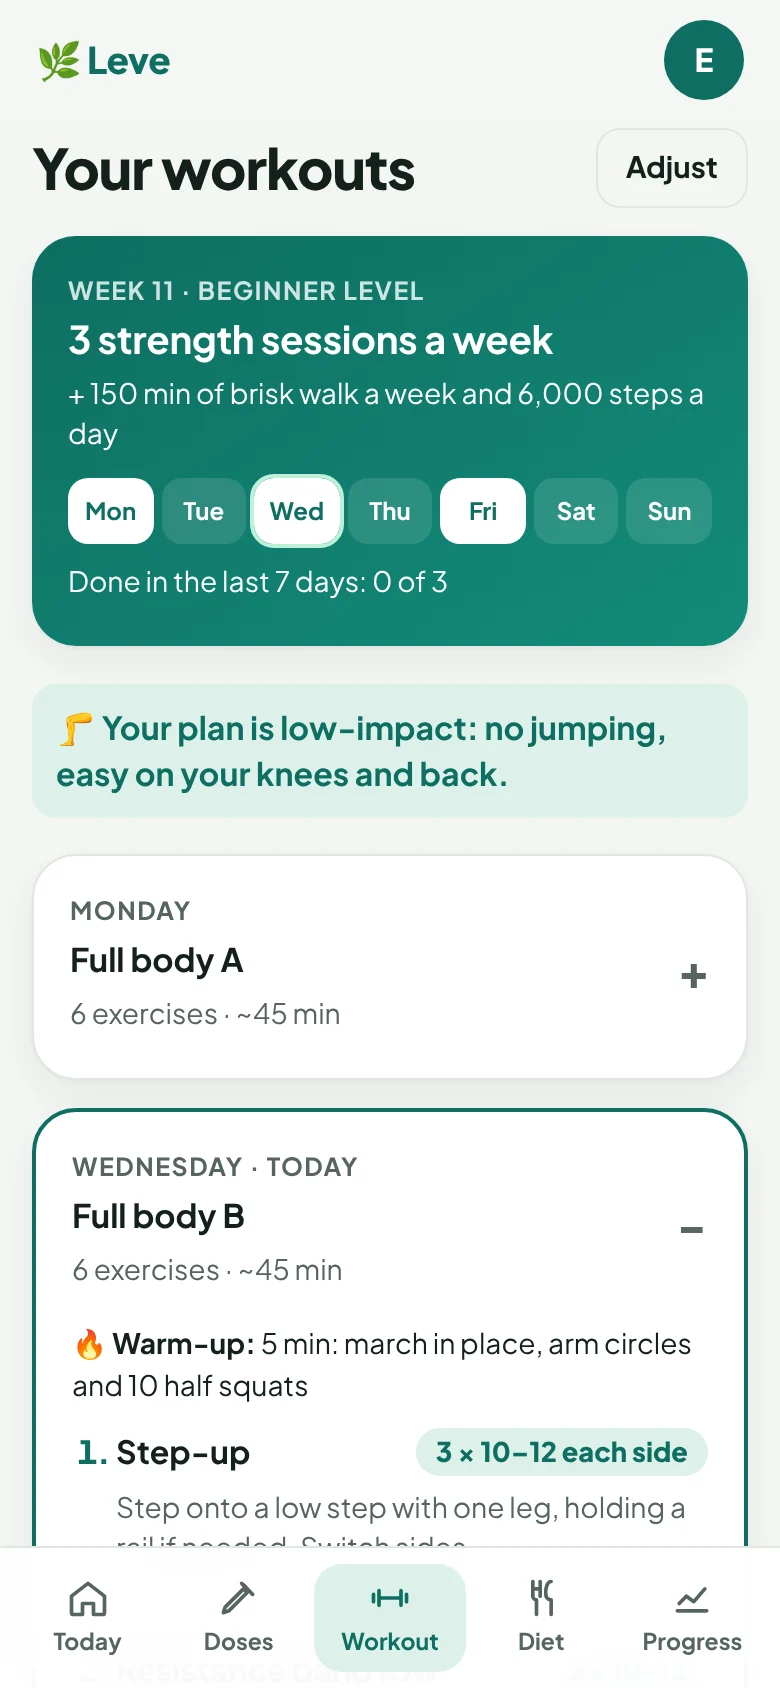 Leve
E
Your workouts
Adjust
WEEK 11 · BEGINNER LEVEL
3 strength sessions a week
+ 150 min of brisk walk a week and 6,000 steps a
day
Mon Tue Wed Thu Fri Sat Sun
Done in the last 7 days: 0 of 3
Your plan is low-impact: no jumping,
easy on your knees and back.
MONDAY
Full body A
6 exercises · ~45 min
+
WEDNESDAY · TODAY
Full body B
6 exercises · ~45 min
–
Warm-up: 5 min: march in place, arm circles
and 10 half squats
1. Step-up 3 × 10–12 each side
Step onto a low step with one leg, holding a
rail if needed. Switch sides.
Today Doses Workout Diet Progress